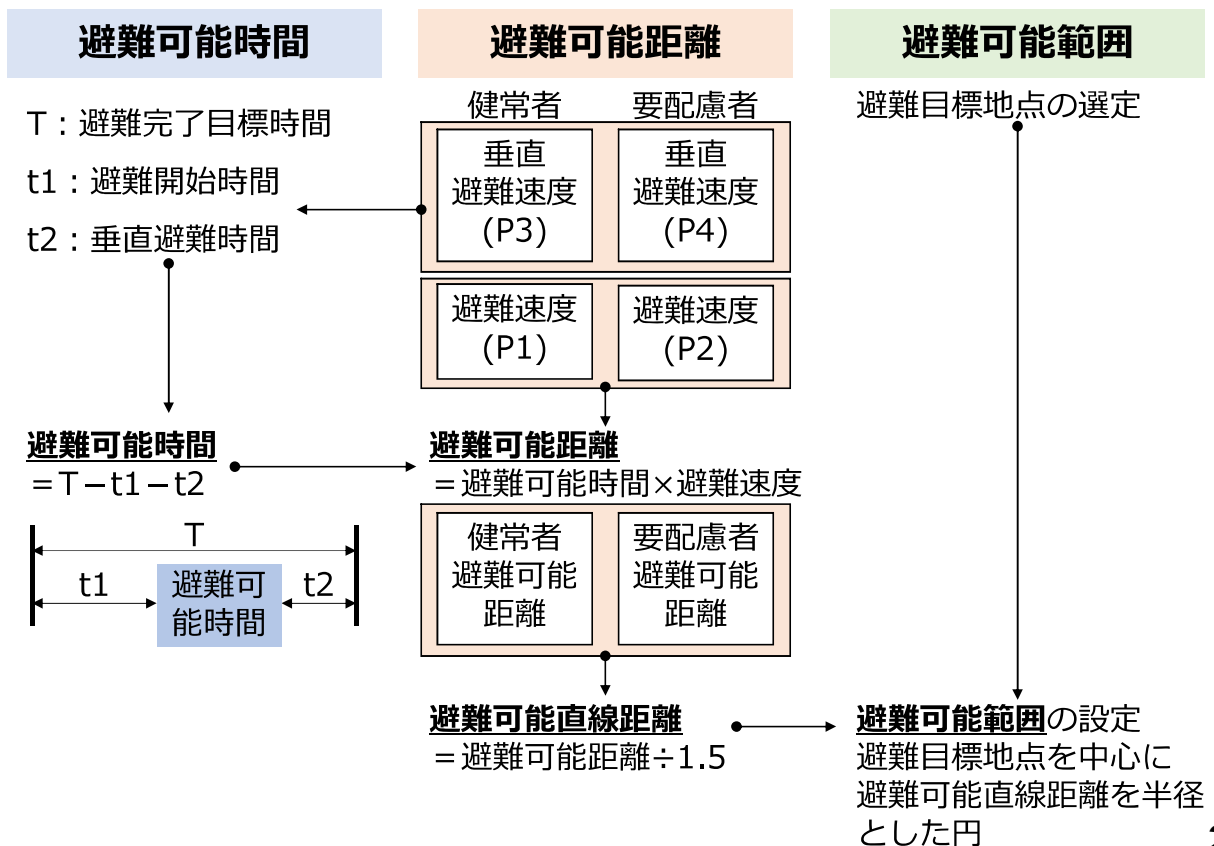 避難可能時間
T：避難完了目標時間
t1：避難開始時間
t2：垂直避難時間
避難可能時間
＝T－t1－t2
T
t1
避難可
能時間
t2
避難可能距離
健常者
要配慮者
垂直
避難速度
(P3)
垂直
避難速度
(P4)
避難速度
(P1)
避難速度
(P2)
避難可能距離
＝避難可能時間×避難速度
健常者
避難可能
距離
要配慮者
避難可能
距離
避難可能直線距離
＝避難可能距離÷1.5
避難可能範囲
避難目標地点の選定
避難可能範囲の設定
避難目標地点を中心に
避難可能直線距離を半径
とした円